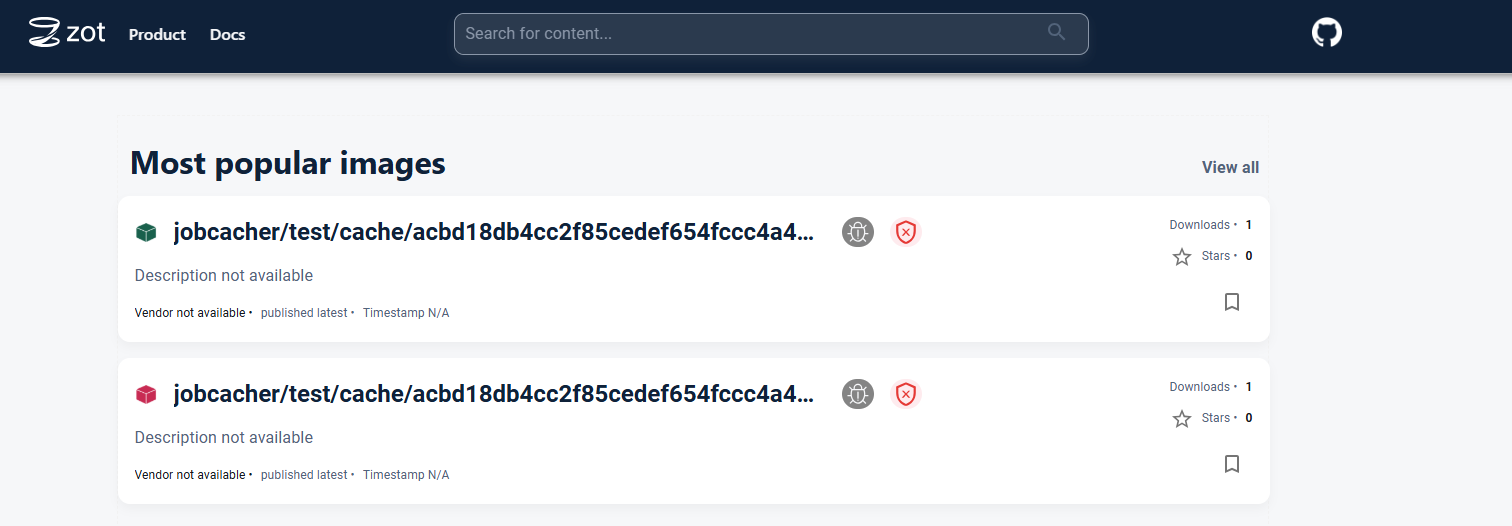 zot Product Docs Search for content...
Most popular images View all
jobcacher/test/cache/acbd18db4cc2f85cedef654fccc4a4... Downloads • 1
Stars • 0
Description not available
Vendor not available • published latest • Timestamp N/A
jobcacher/test/cache/acbd18db4cc2f85cedef654fccc4a4... Downloads • 1
Stars • 0
Description not available
Vendor not available • published latest • Timestamp N/A